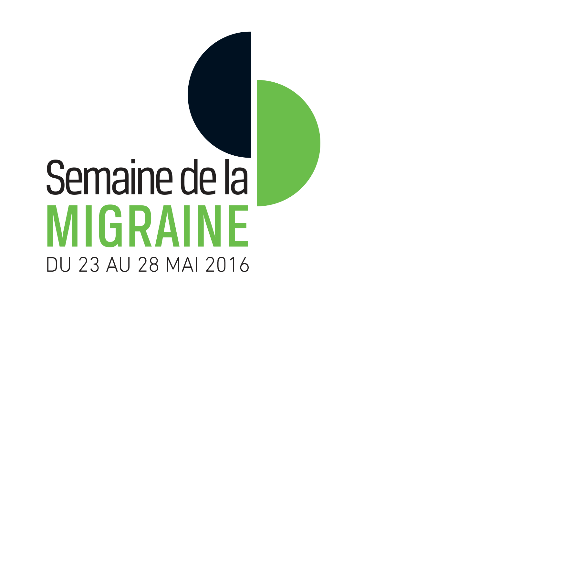 Semaine de la
MIGRAINE
DU 23 AU 28 MAI 2016